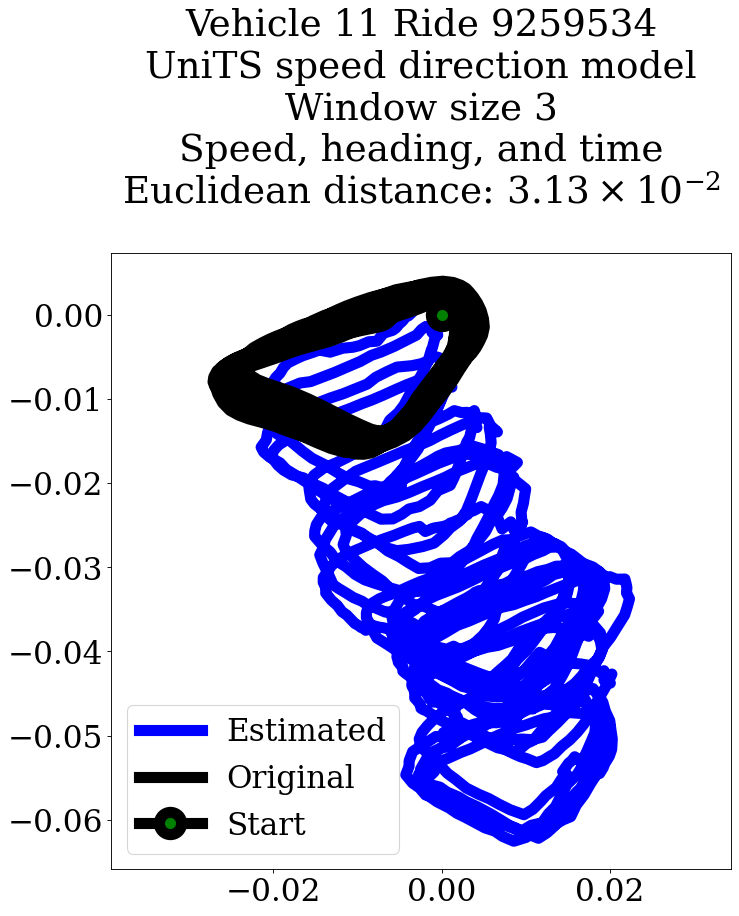 Vehicle 11 Ride 9259534
UniTS speed direction model
Window size 3
Speed, heading, and time
Euclidean distance: 3.13 × 10⁻²
0.00
−0.01
−0.02
−0.03
−0.04
−0.05
−0.06
Estimated
Original
Start
−0.02 0.00 0.02